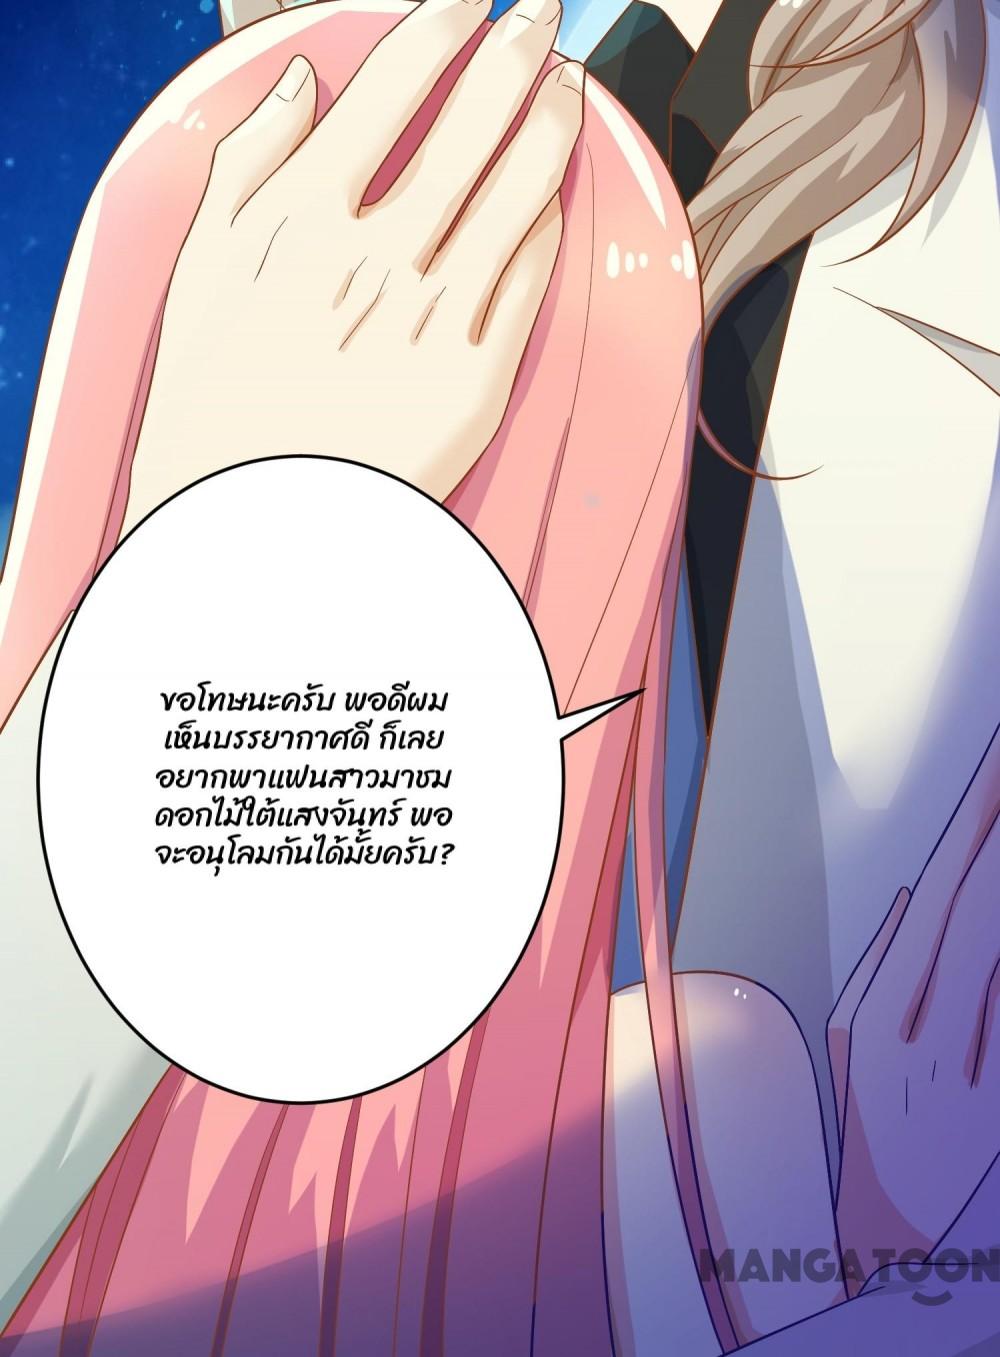 ขอโทษนะครับ พอดีผม
เห็นบรรยากาศดี ก็เลย
อยากพาแฟนสาวมาชม
ดอกไม้ใต้แสงจันทร์ พอ
จะอนุโลมกันได้มั้ยครับ?
MANGATOON